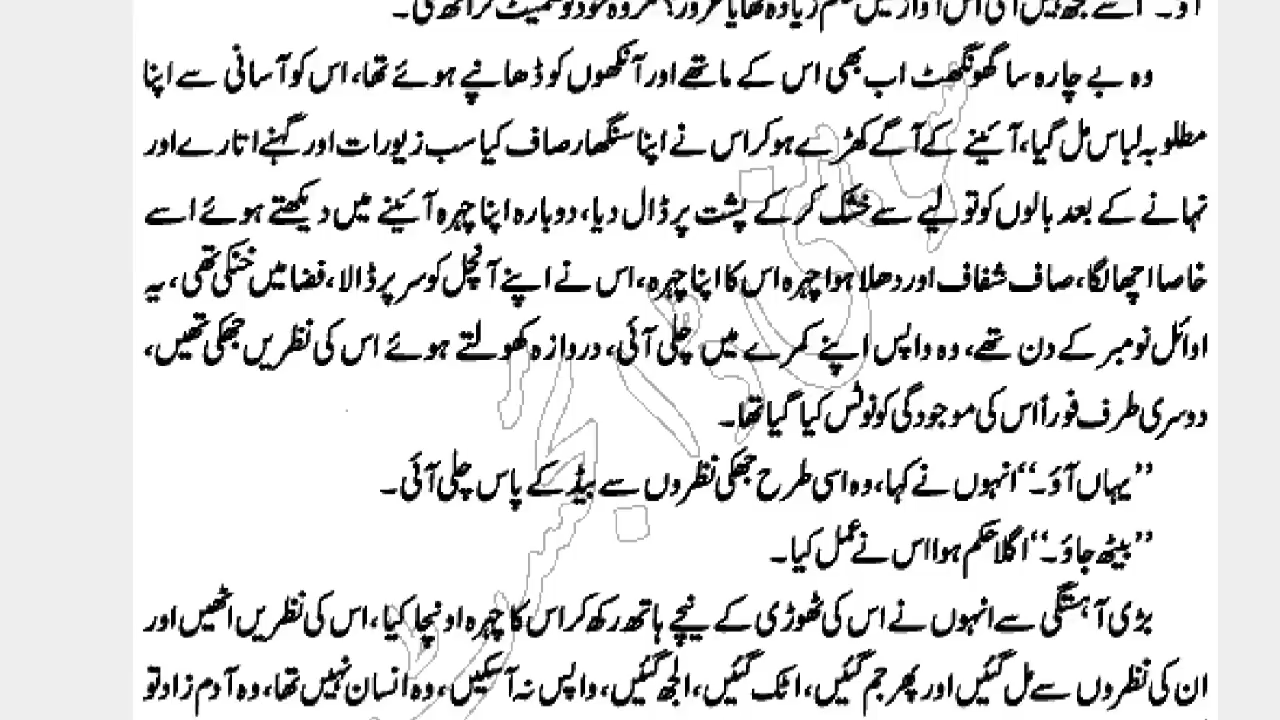 آؤ۔
وہ بے چارہ سا گھونگھٹ اب بھی اس کے ماتھے اور آنکھوں کو ڈھانپے ہوئے تھا، اس کو آسانی سے اپنا
مطلوبہ لباس مل گیا، آئینے کے آگے کھڑے ہو کر اس نے اپنا سنگھار صاف کیا سب زیورات اور گہنے اتارے اور
نہانے کے بعد بالوں کو تولیے سے خشک کر کے پشت پر ڈال دیا، دوبارہ اپنا چہرہ آئینے میں دیکھتے ہوئے اسے
خاصا اچھا لگا، صاف شفاف اور دھلا ہوا چہرہ اس کا اپنا چہرہ، اس نے اپنے آنچل کو سر پر ڈالا، فضا میں خنکی تھی، یہ
اوائل نومبر کے دن تھے، وہ واپس اپنے کمرے میں چلی آئی، دروازہ کھولتے ہوئے اس کی نظریں جھکی تھیں،
دوسری طرف فوراً اس کی موجودگی کو نوٹس کیا گیا تھا۔
”یہاں آؤ۔“ انہوں نے کہا، وہ اسی طرح جھکی نظروں سے بیڈ کے پاس چلی آئی۔
”بیٹھ جاؤ۔“ اگلا حکم ہوا اس نے عمل کیا۔
بڑی آہستگی سے انہوں نے اس کی ٹھوڑی کے نیچے ہاتھ رکھ کر اس کا چہرہ اونچا کیا، اس کی نظریں اٹھیں اور
ان کی نظروں سے مل گئیں اور پھر جم گئیں، اٹک گئیں، الجھ گئیں، واپس نہ آ سکیں، وہ انسان نہیں تھا، وہ آدم زاد تو